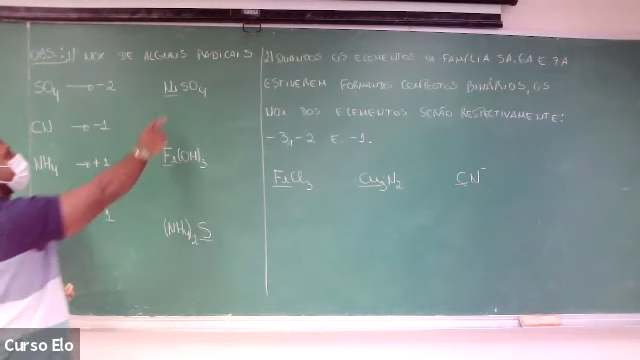 OBS.: 1) NOX DE ALGUNS RADICAIS
SO4 → -2
NiSO4
CN → -1
NH4 → +1
Fe(OH)3
1
(NH4)2S
2) QUANDO OS ELEMENTOS DA FAMÍLIA 5A, 6A E 7A
ESTIVEREM FORMANDO COMPOSTOS BINÁRIOS, OS
NOX DOS ELEMENTOS SERÃO RESPECTIVAMENTE:
-3, -2 E -1.
FeCl3 Cu3N2 CN⁻
Curso Elo